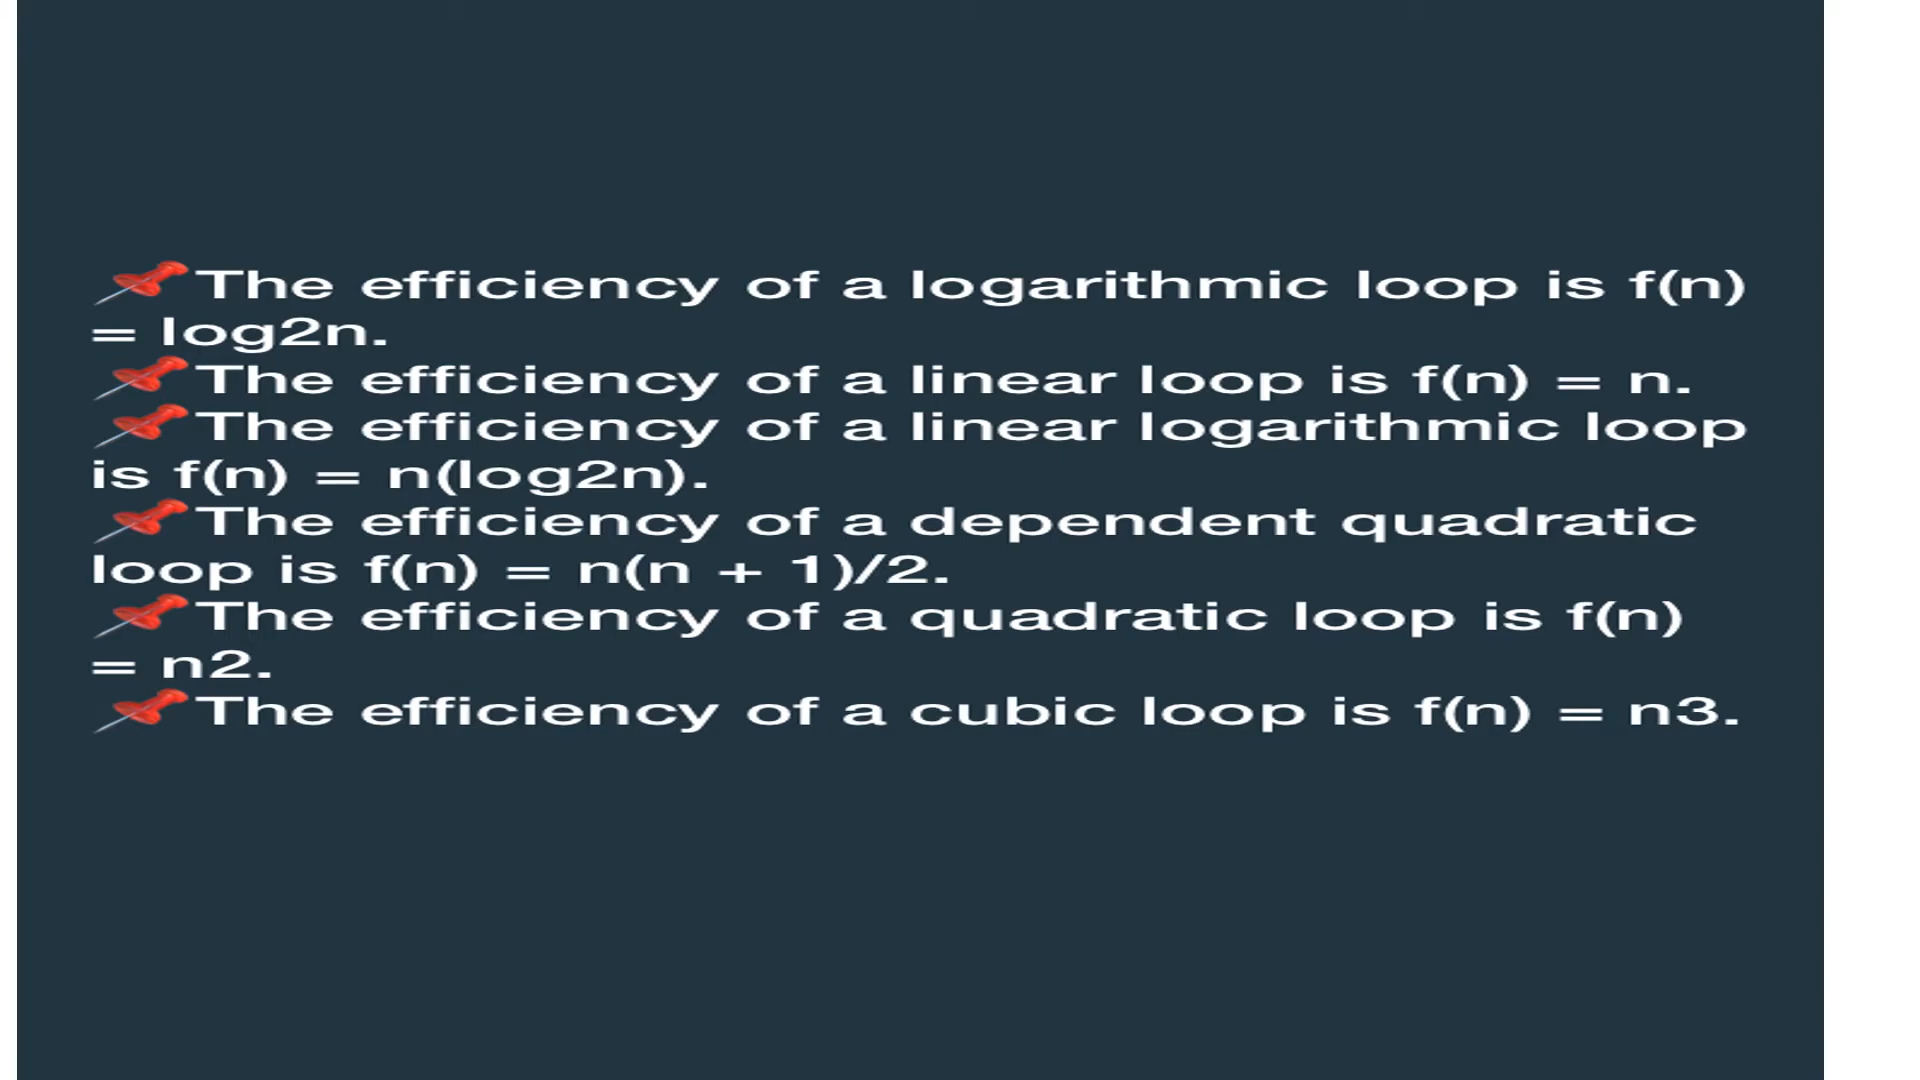 📌The efficiency of a logarithmic loop is f(n)
= log2n.
📌The efficiency of a linear loop is f(n) = n.
📌The efficiency of a linear logarithmic loop
is f(n) = n(log2n).
📌The efficiency of a dependent quadratic
loop is f(n) = n(n + 1)/2.
📌The efficiency of a quadratic loop is f(n)
= n2.
📌The efficiency of a cubic loop is f(n) = n3.